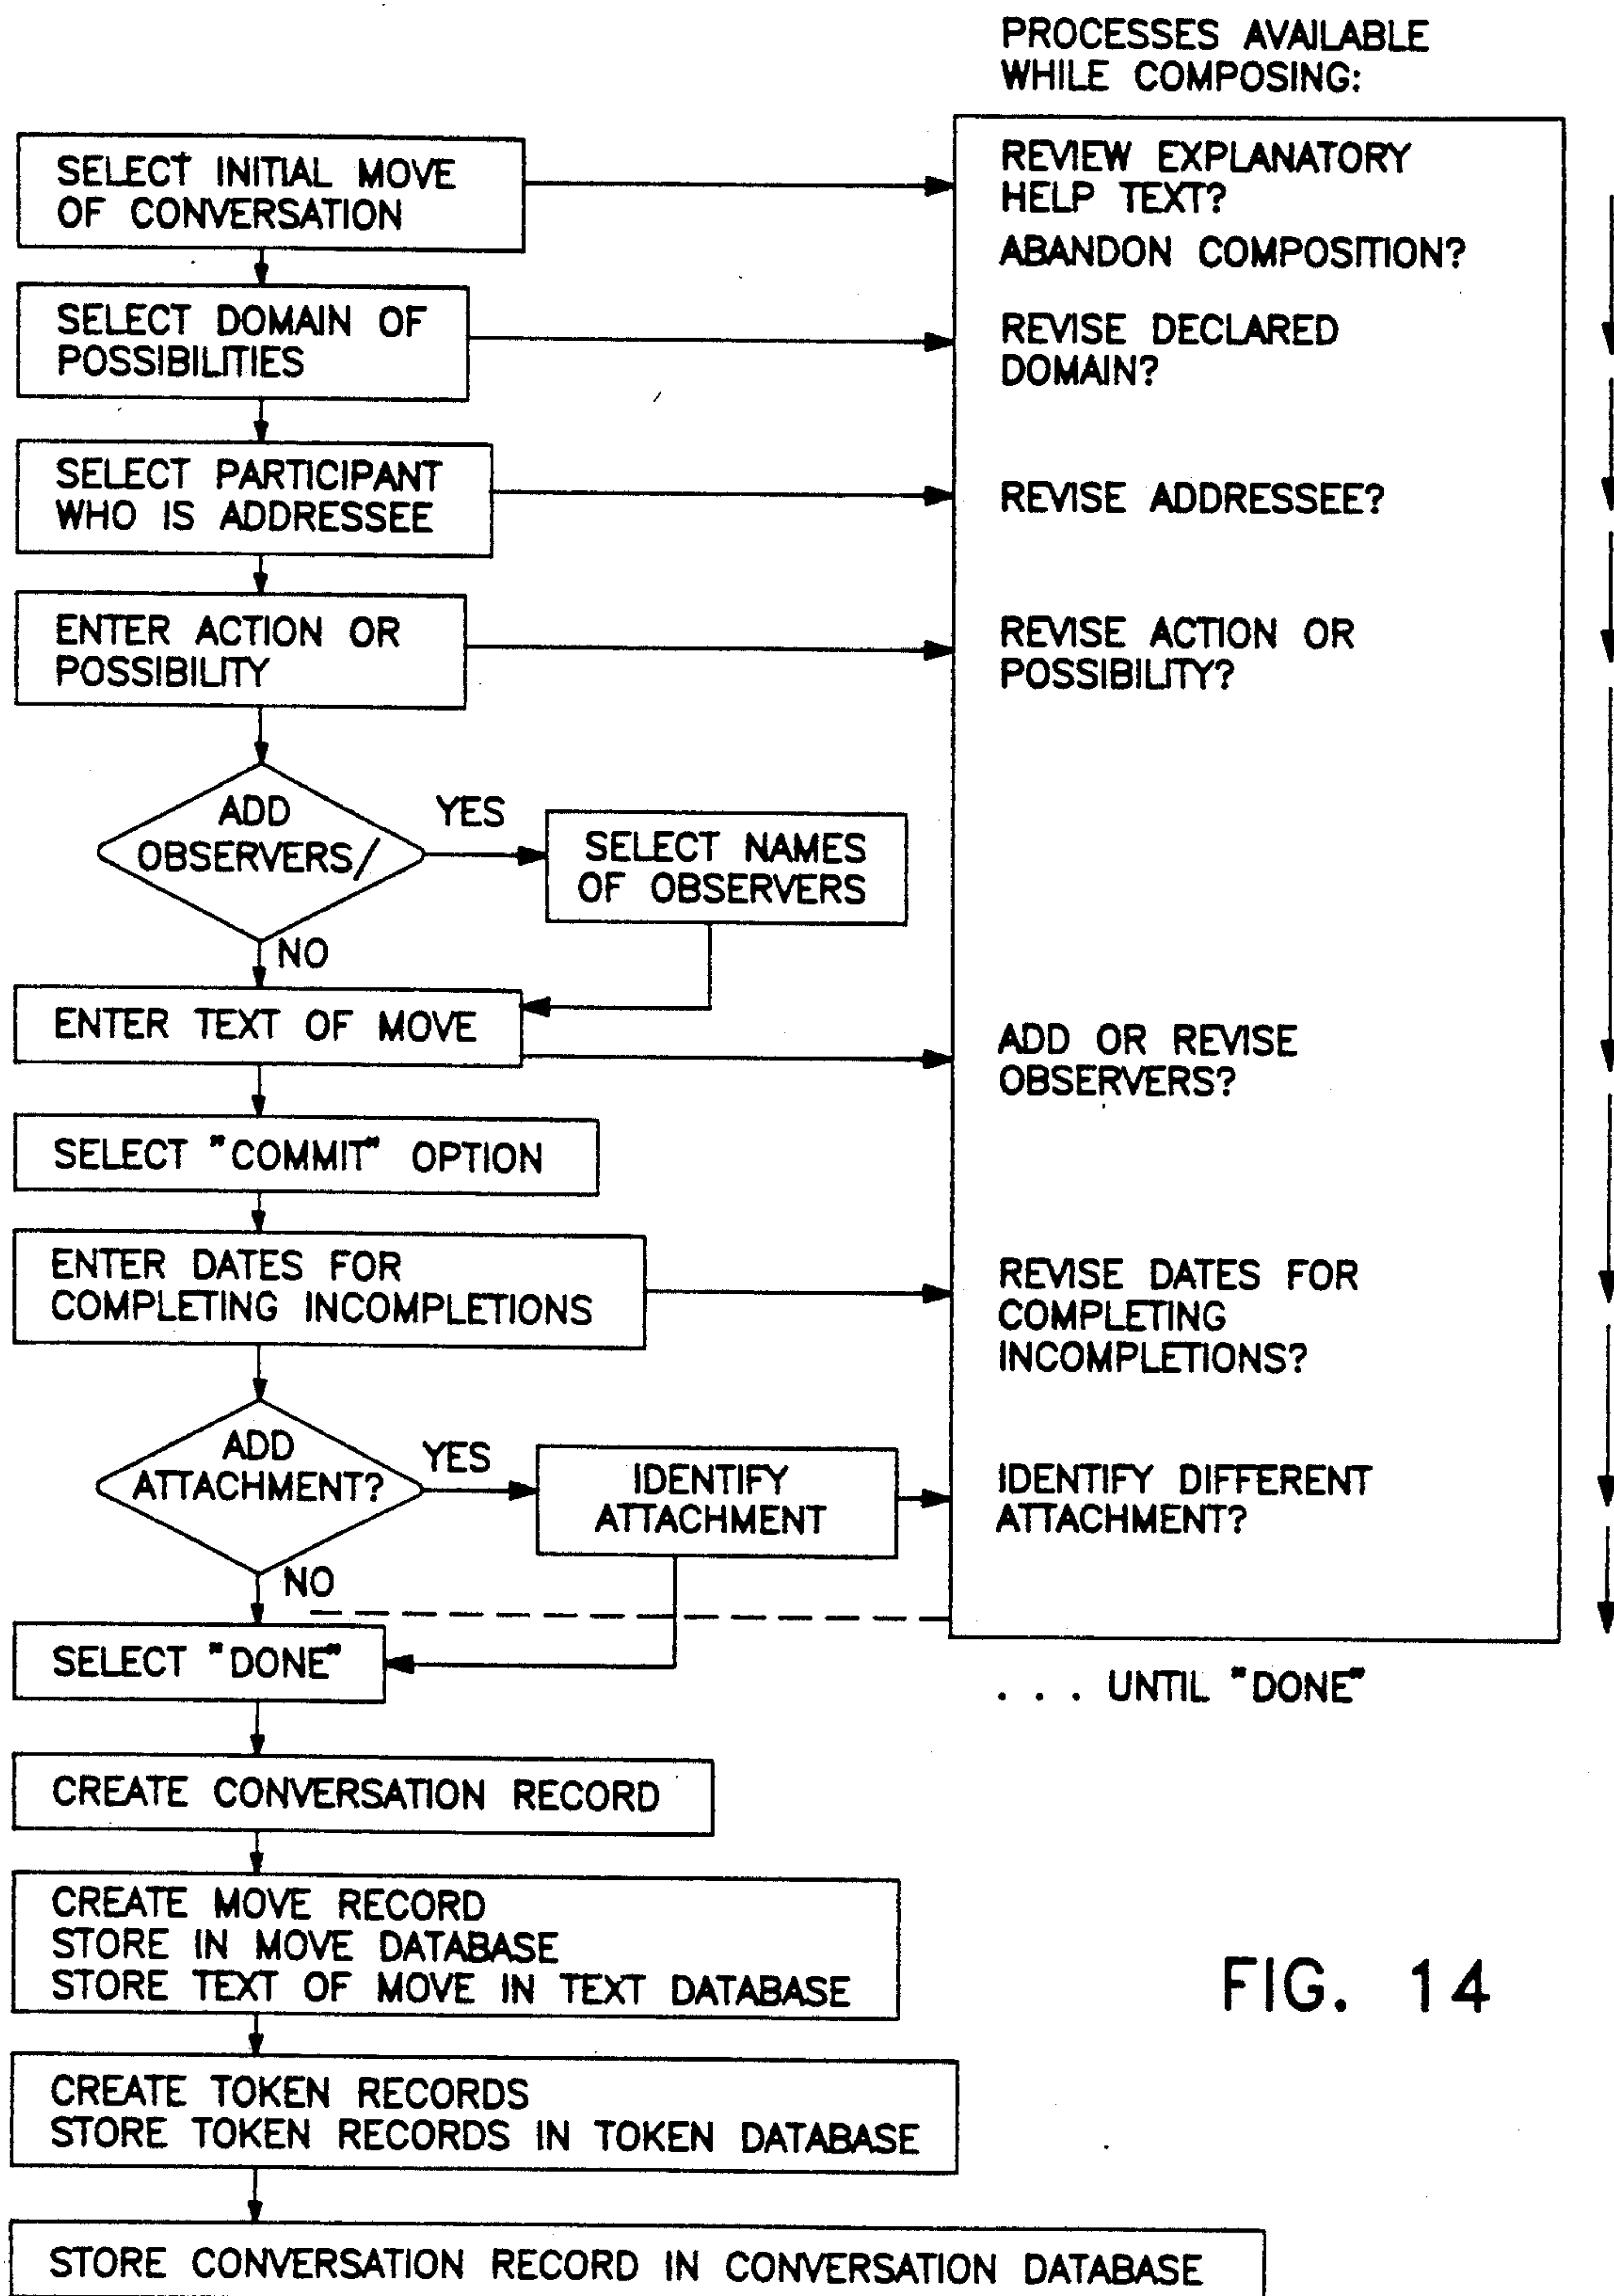 PROCESSES AVAILABLE
WHILE COMPOSING:
SELECT INITIAL MOVE
OF CONVERSATION
REVIEW EXPLANATORY
HELP TEXT?
ABANDON COMPOSITION?
SELECT DOMAIN OF
POSSIBILITIES
REVISE DECLARED
DOMAIN?
SELECT PARTICIPANT
WHO IS ADDRESSEE
REVISE ADDRESSEE?
ENTER ACTION OR
POSSIBILITY
REVISE ACTION OR
POSSIBILITY?
ADD
OBSERVERS/
YES
SELECT NAMES
OF OBSERVERS
NO
ENTER TEXT OF MOVE
ADD OR REVISE
OBSERVERS?
SELECT "COMMIT" OPTION
ENTER DATES FOR
COMPLETING INCOMPLETIONS
REVISE DATES FOR
COMPLETING
INCOMPLETIONS?
ADD
ATTACHMENT?
YES
IDENTIFY
ATTACHMENT
IDENTIFY DIFFERENT
ATTACHMENT?
NO
SELECT "DONE"
. . . UNTIL "DONE"
CREATE CONVERSATION RECORD
CREATE MOVE RECORD
STORE IN MOVE DATABASE
STORE TEXT OF MOVE IN TEXT DATABASE
FIG. 14
CREATE TOKEN RECORDS
STORE TOKEN RECORDS IN TOKEN DATABASE
STORE CONVERSATION RECORD IN CONVERSATION DATABASE